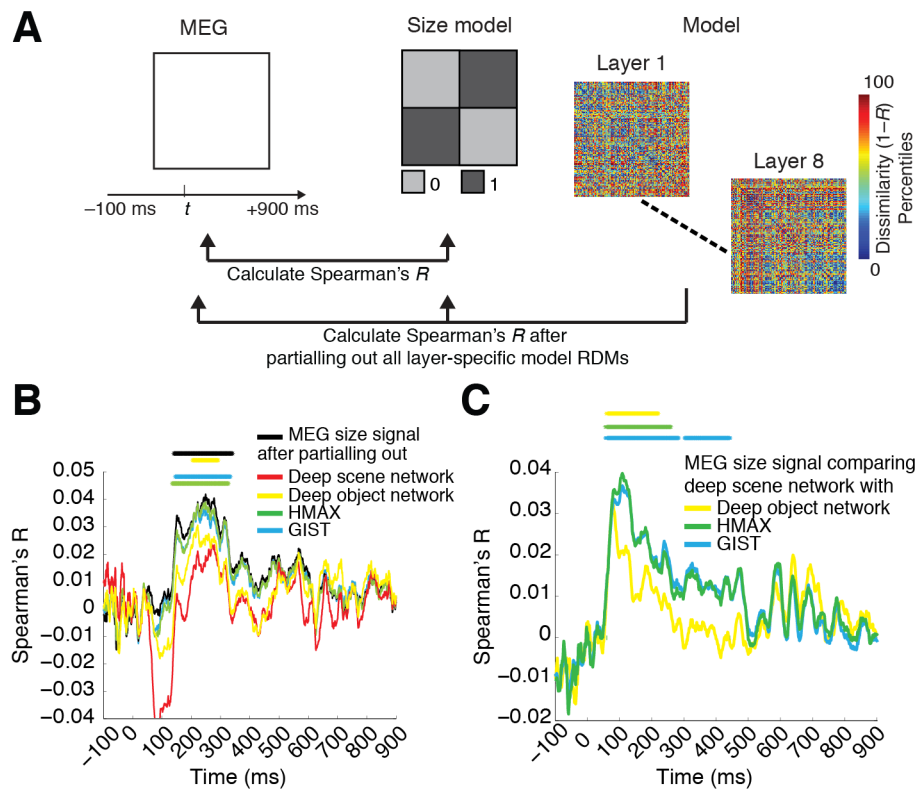 A
MEG
Size model
Model
Layer 1
Layer 8
100
0
Dissimilarity (1−R)
Percentiles
0
1
−100 ms
t
+900 ms
Calculate Spearman's R
Calculate Spearman's R after
partialling out all layer-specific model RDMs
B
MEG size signal
after partialling out
Deep scene network
Deep object network
HMAX
GIST
Spearman's R
0.05
0.04
0.03
0.02
0.01
0
−0.01
−0.02
−0.03
−0.04
−100
0
100
200
300
400
500
600
700
800
900
Time (ms)
C
MEG size signal comparing
deep scene network with
Deep object network
HMAX
GIST
Spearman's R
0.04
0.03
0.02
0.01
0
−0.01
−0.02
−100
0
100
200
300
400
500
600
700
800
900
Time (ms)